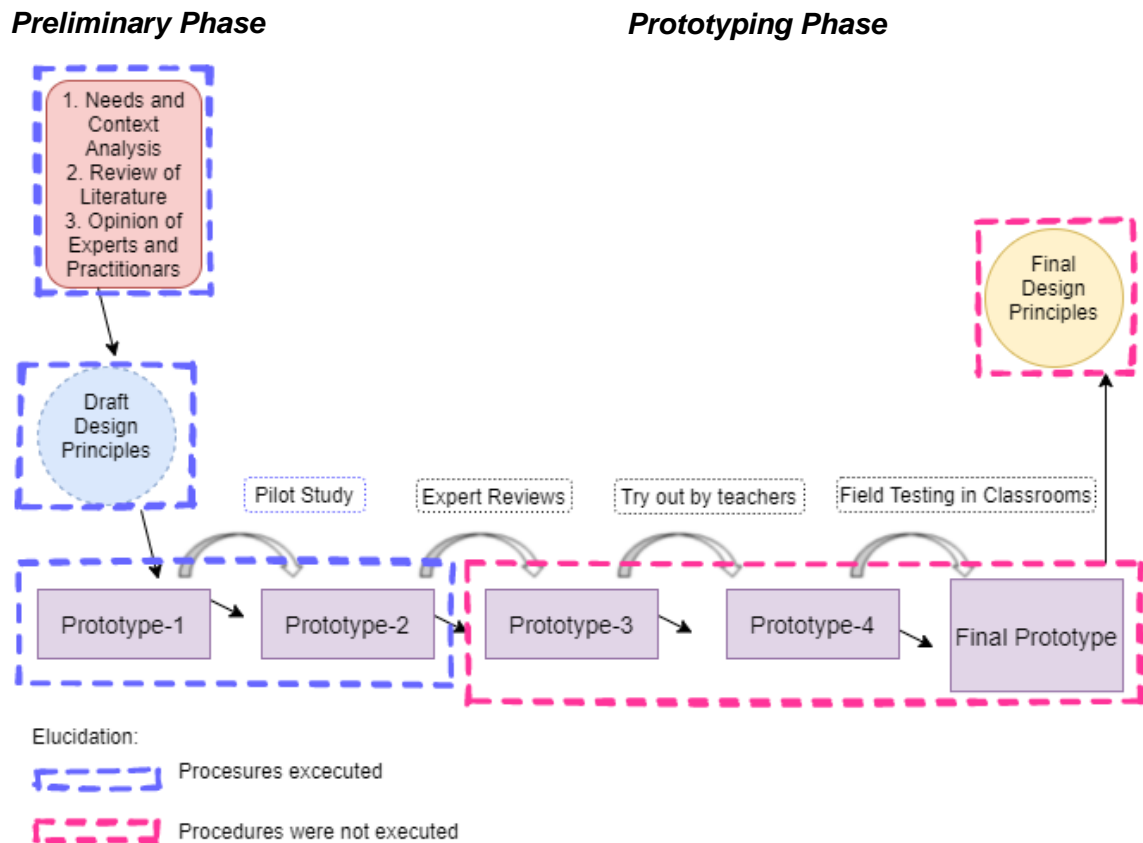 Preliminary Phase
Prototyping Phase
1. Needs and
Context
Analysis
2. Review of
Literature
3. Opinion of
Experts and
Practitionars
Final
Design
Principles
Draft
Design
Principles
Pilot Study
Expert Reviews
Try out by teachers
Field Testing in Classrooms
Prototype-1
Prototype-2
Prototype-3
Prototype-4
Final Prototype
Elucidation:
Procesures excecuted
Procedures were not executed